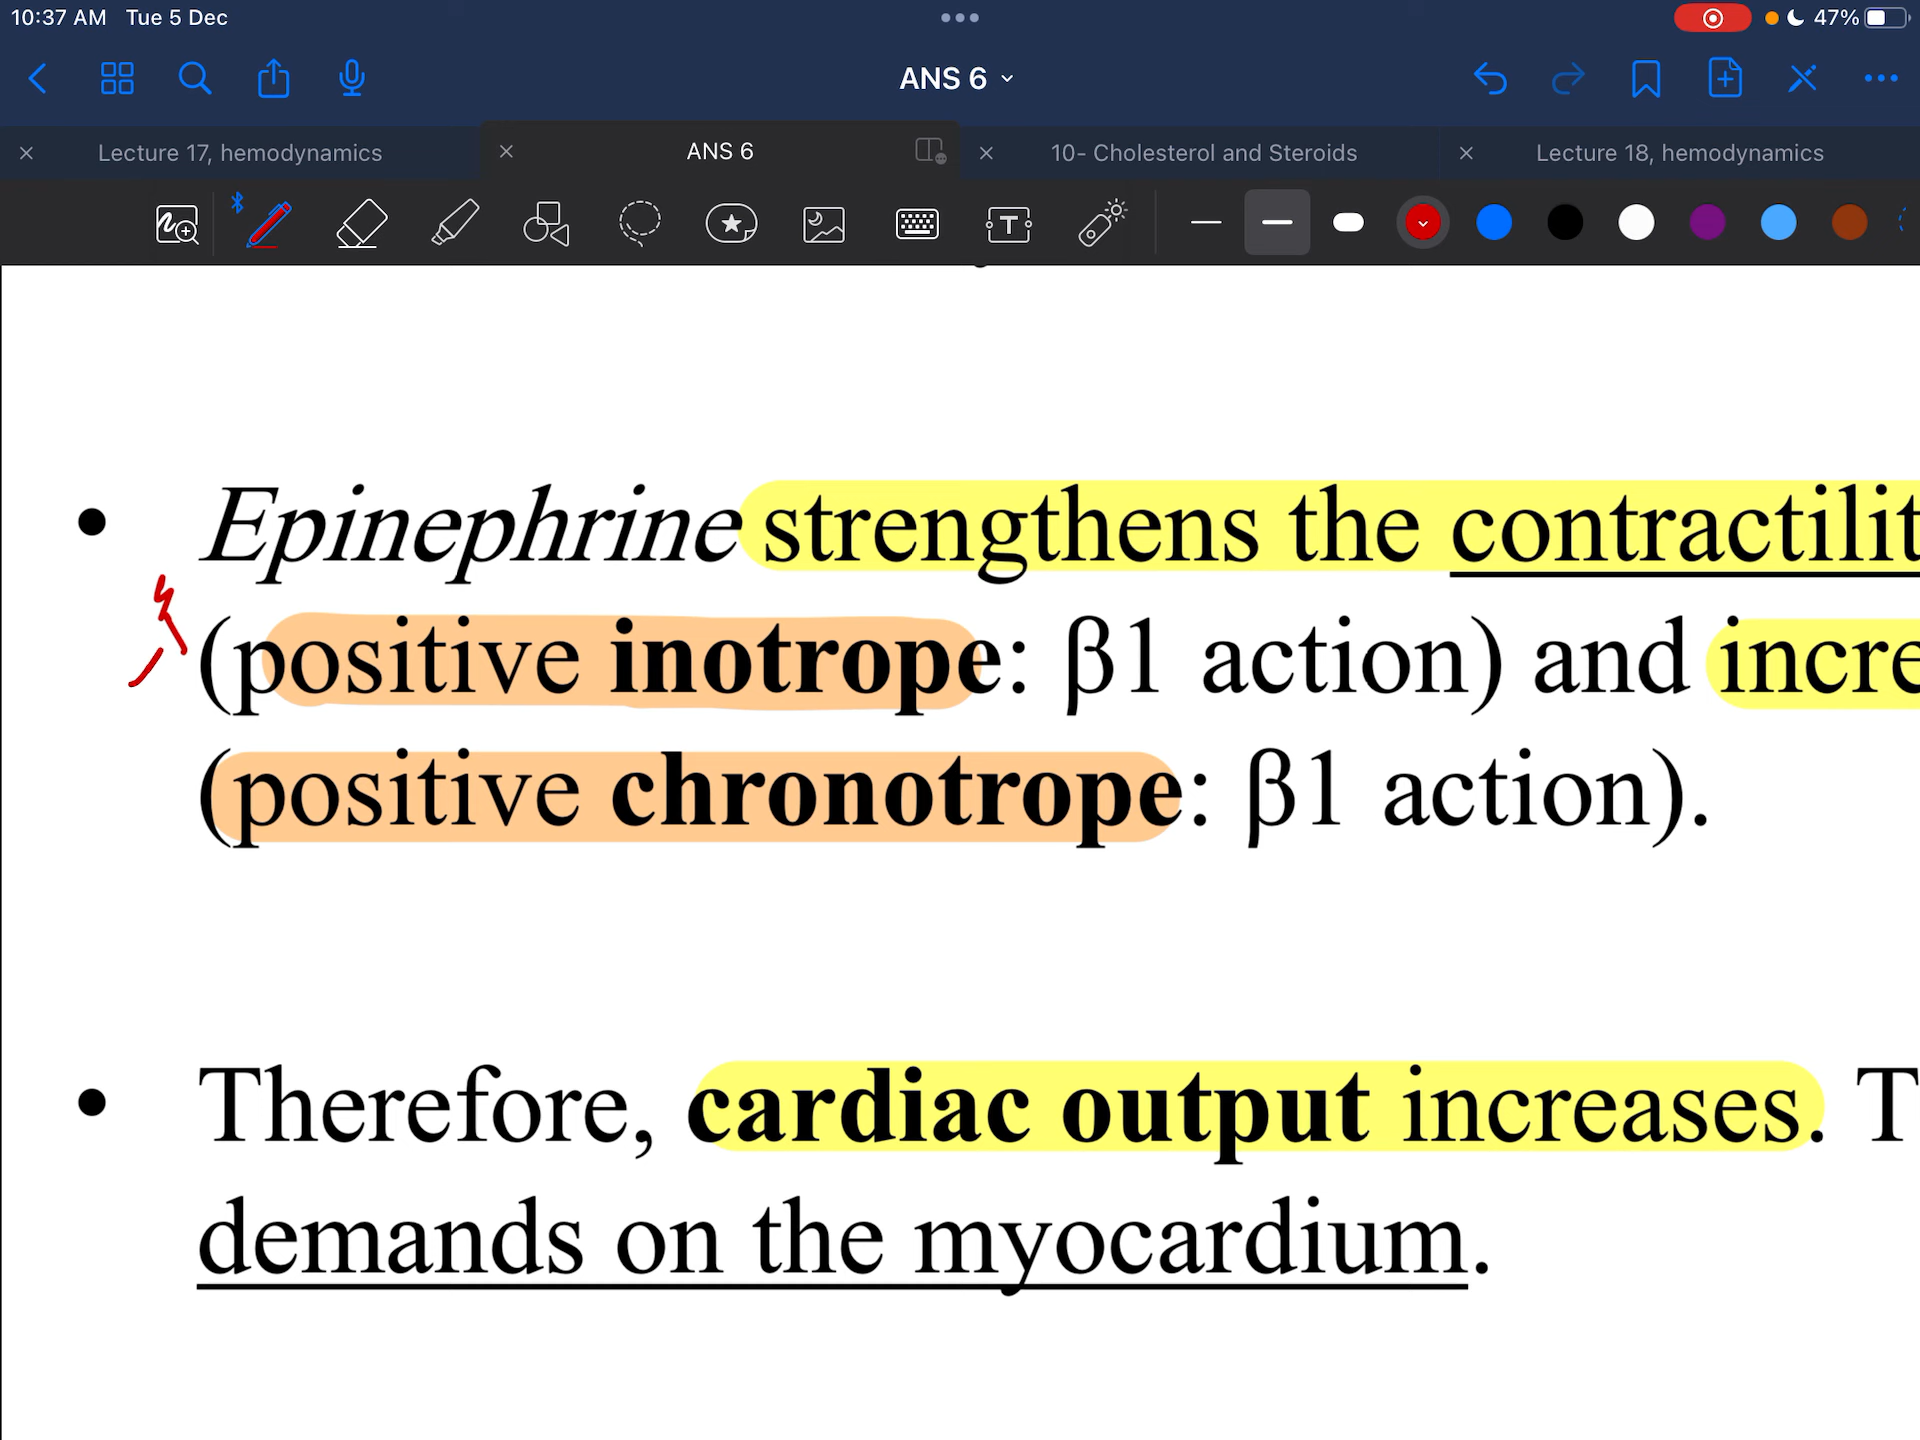 10:37 AM Tue 5 Dec
47%
ANS 6
Lecture 17, hemodynamics
ANS 6
10- Cholesterol and Steroids
Lecture 18, hemodynamics
T
• Epinephrine strengthens the contractilit
(positive inotrope: β1 action) and incre
(positive chronotrope: β1 action).
• Therefore, cardiac output increases. T
demands on the myocardium.